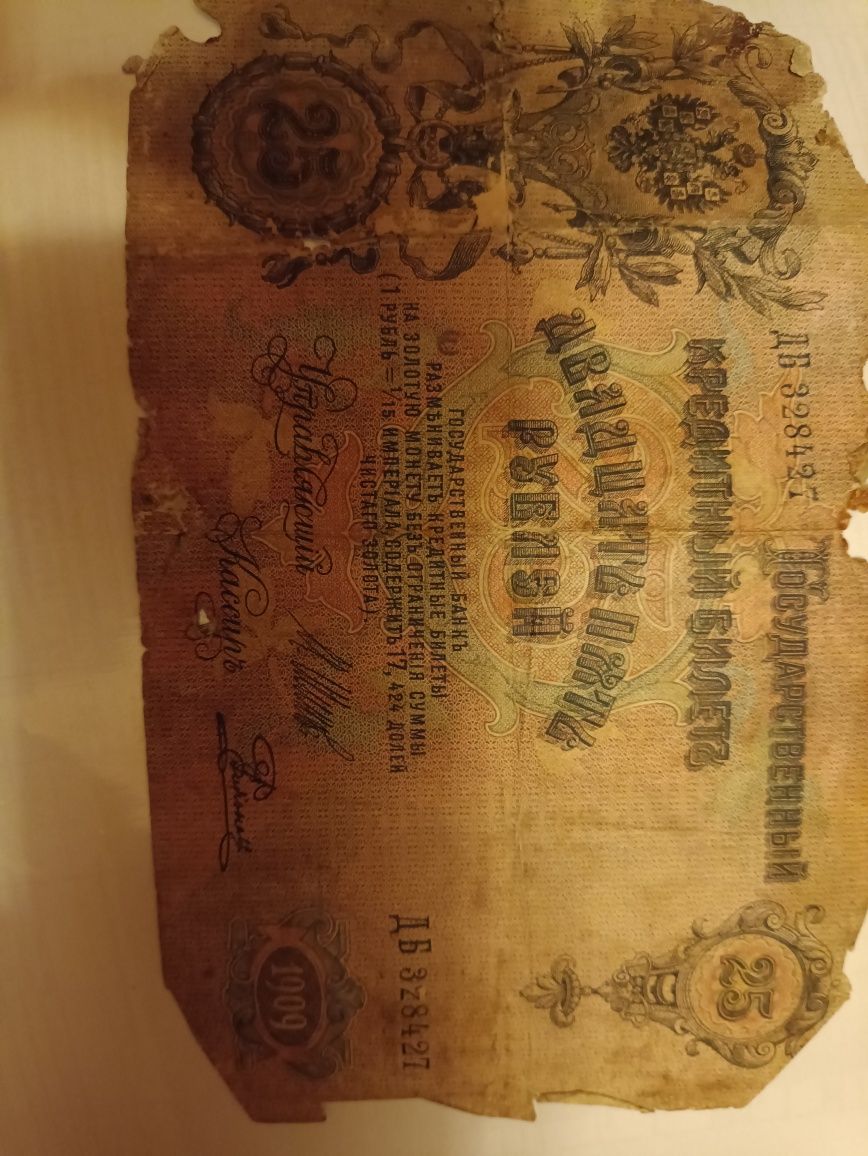 25
ДБ 328427
ГОСУДАРСТВЕННЫЙ
КРЕДИТНЫЙ БИЛЕТЪ
25
ДВАДЦАТЬ ПЯТЬ
РУБЛЕЙ
ГОСУДАРСТВЕННЫЙ БАНКЪ
РАЗМѢНИВАЕТЪ КРЕДИТНЫЕ БИЛЕТЫ
НА ЗОЛОТУЮ МОНЕТУ БЕЗЪ ОГРАНИЧЕНІЯ СУММЫ
(1 РУБЛЬ = 1/15 ИМПЕРІАЛА, СОДЕРЖИТЪ 17,424 ДОЛЕЙ
ЧИСТАГО ЗОЛОТА)
ДБ 328427
Управляющій
Кассиръ
1909